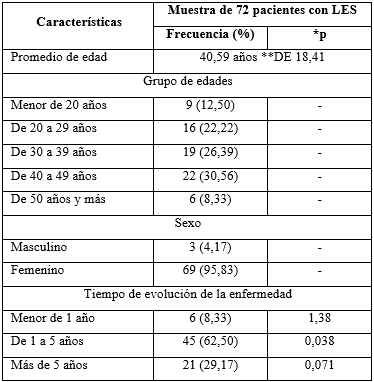 Características Muestra de 72 pacientes con LES
Frecuencia (%) *p
Promedio de edad 40,59 años **DE 18,41
Grupo de edades
Menor de 20 años 9 (12,50) -
De 20 a 29 años 16 (22,22) -
De 30 a 39 años 19 (26,39) -
De 40 a 49 años 22 (30,56) -
De 50 años y más 6 (8,33) -
Sexo
Masculino 3 (4,17) -
Femenino 69 (95,83) -
Tiempo de evolución de la enfermedad
Menor de 1 año 6 (8,33) 1,38
De 1 a 5 años 45 (62,50) 0,038
Más de 5 años 21 (29,17) 0,071